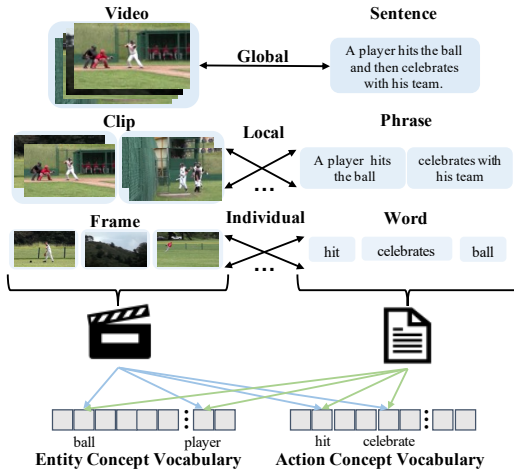 Video
Sentence
Global
A player hits the ball
and then celebrates
with his team.
Clip
Local
Phrase
...
A player hits
the ball
celebrates with
his team
Frame
Individual
Word
...
hit
celebrates
ball
ball
player
hit
celebrate
Entity Concept Vocabulary
Action Concept Vocabulary